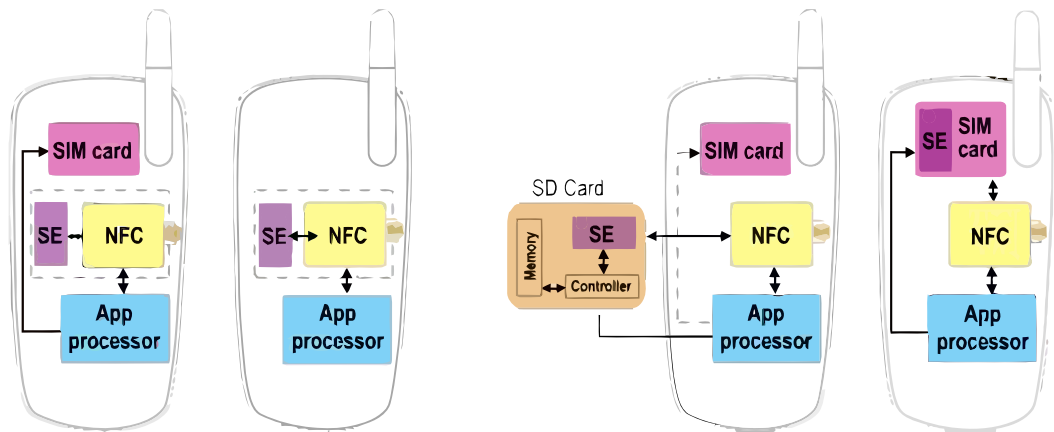 SIM card
SE
NFC
App
processor
SE
NFC
App
processor
SD Card
Memory
SE
Controller
SIM card
NFC
App
processor
SE
SIM
card
NFC
App
processor